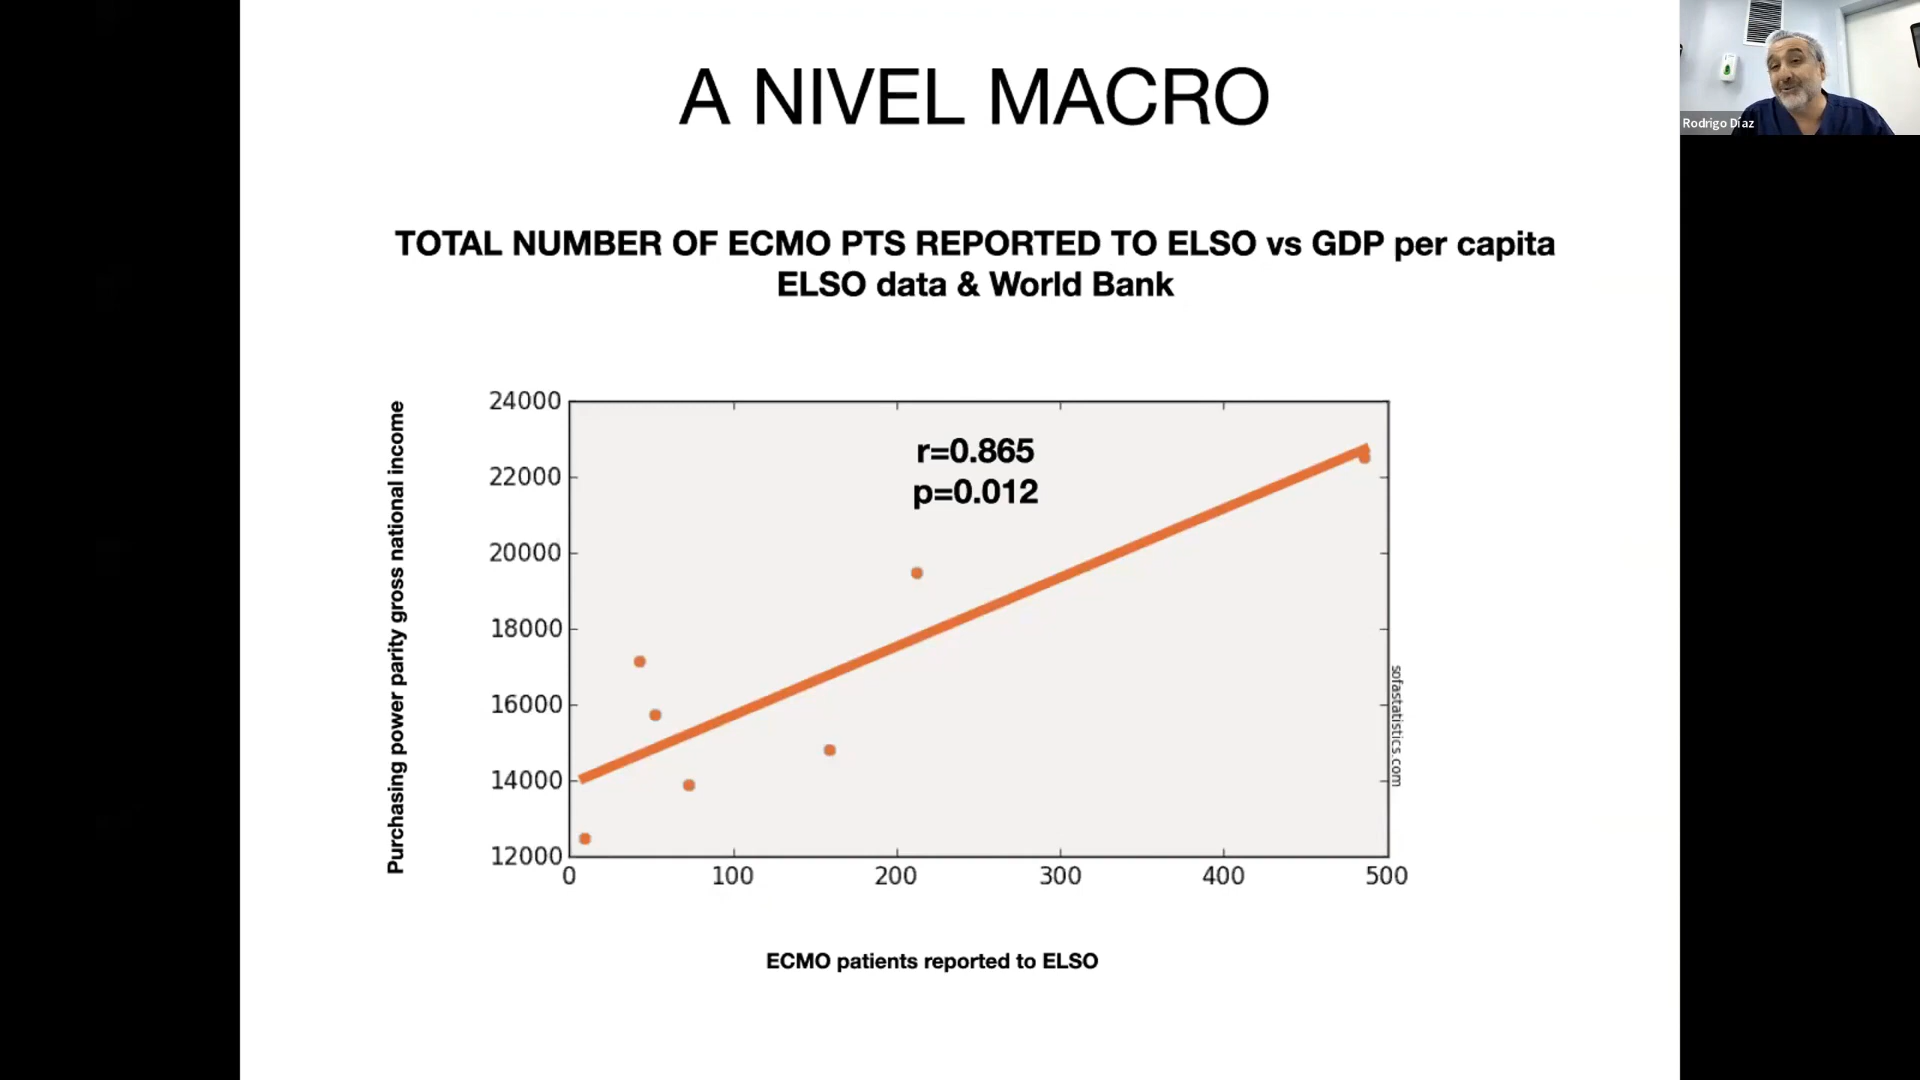 A NIVEL MACRO
Rodrigo Díaz
TOTAL NUMBER OF ECMO PTS REPORTED TO ELSO vs GDP per capita
ELSO data & World Bank
Purchasing power parity gross national income
24000
22000
20000
18000
16000
14000
12000
r=0.865
p=0.012
sofastatistics.com
0 100 200 300 400 500
ECMO patients reported to ELSO